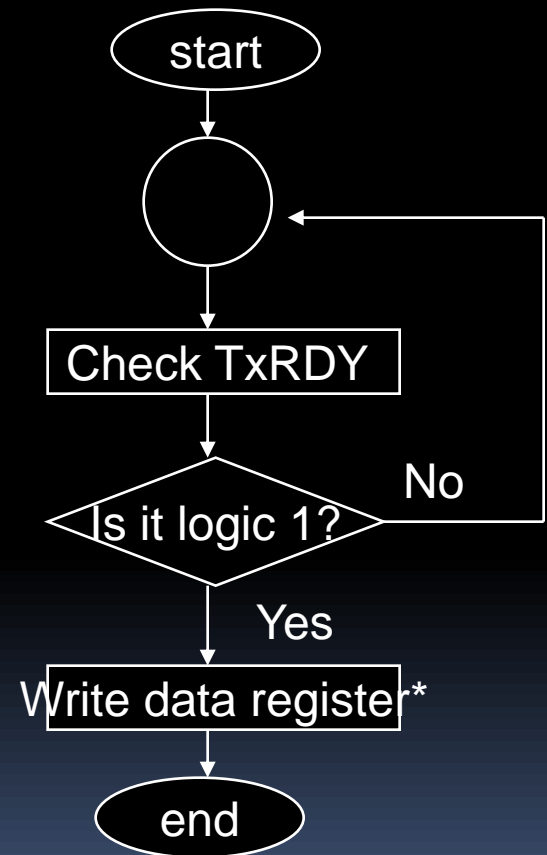 start
Check TxRDY
No
Is it logic 1?
Yes
Write data register*
end